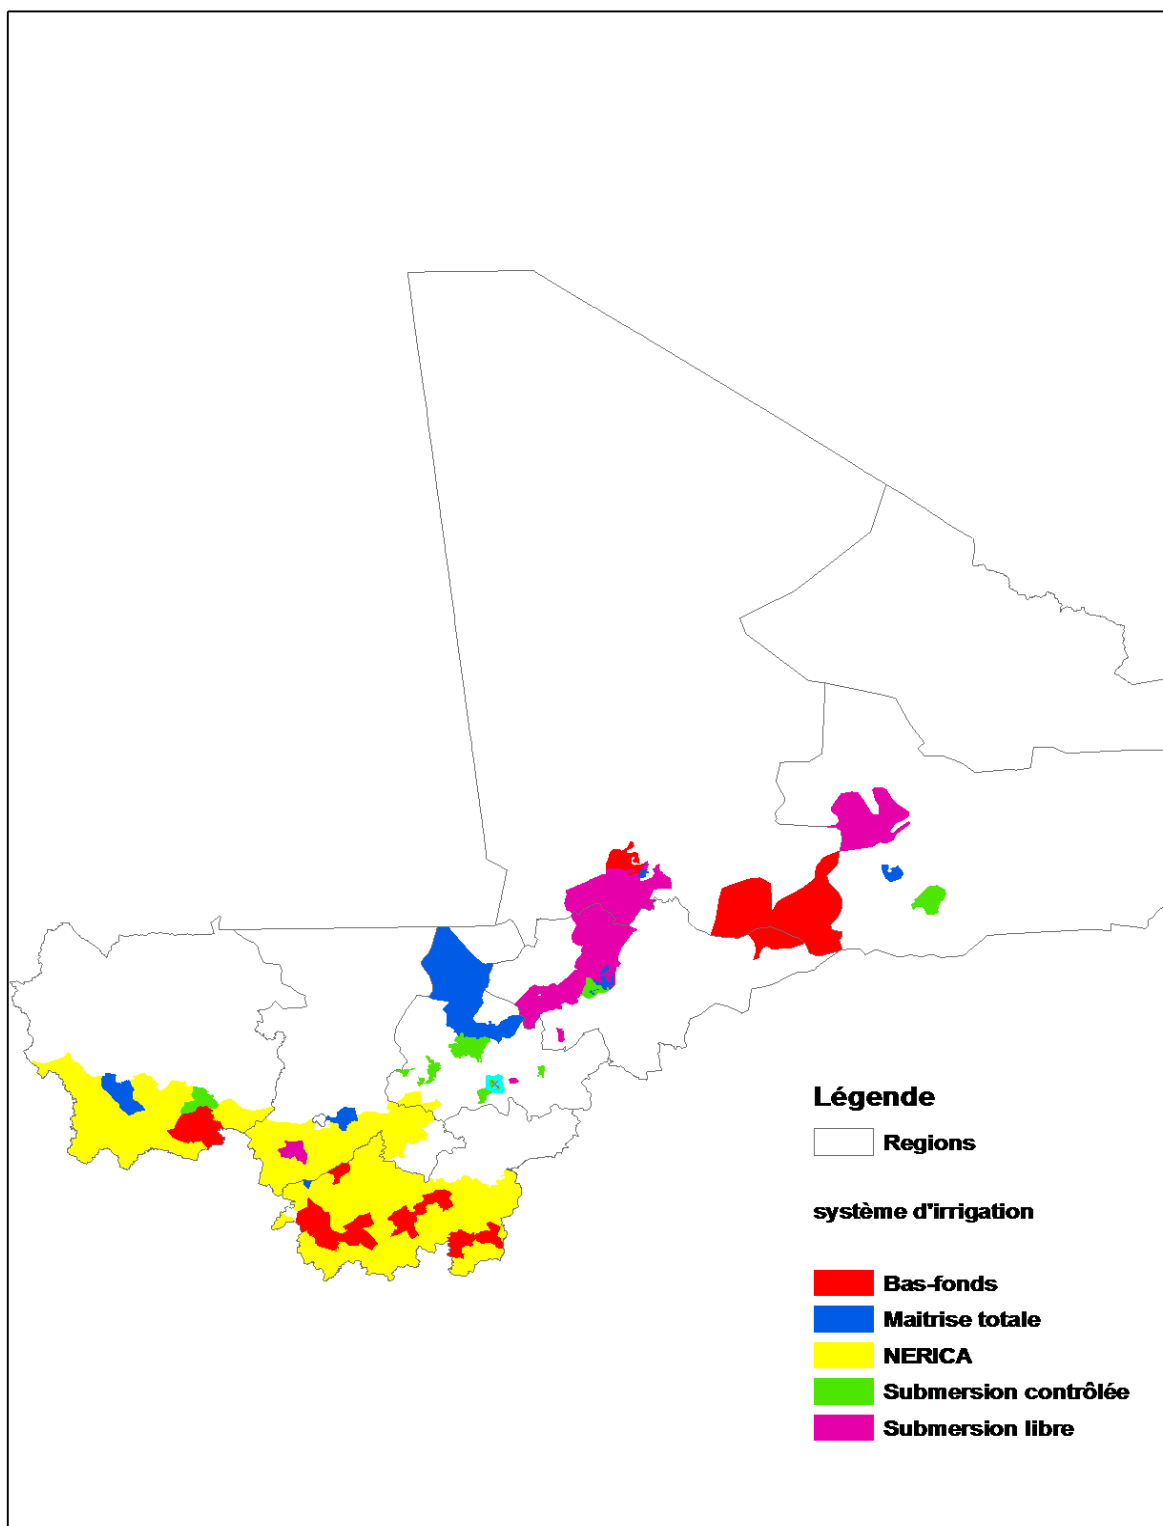 Légende
Regions
système d'irrigation
Bas-fonds
Maitrise totale
NERICA
Submersion contrôlée
Submersion libre